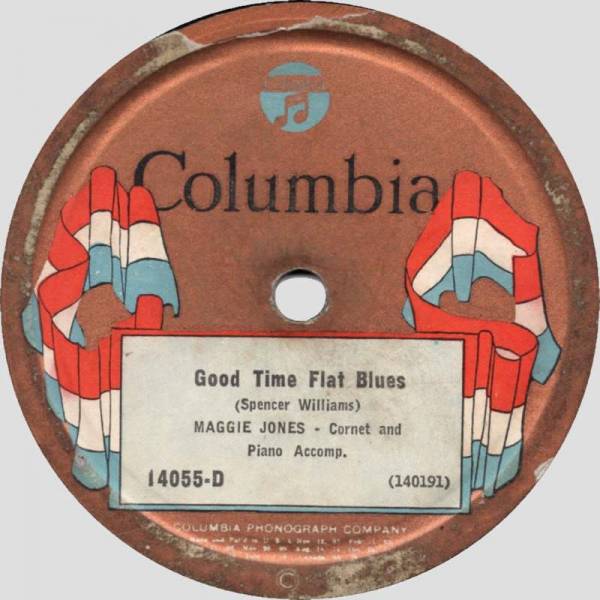 Columbia
Good Time Flat Blues
(Spencer Williams)
MAGGIE JONES - Cornet and
Piano Accomp.
14055-D (140191)
COLUMBIA PHONOGRAPH COMPANY
©